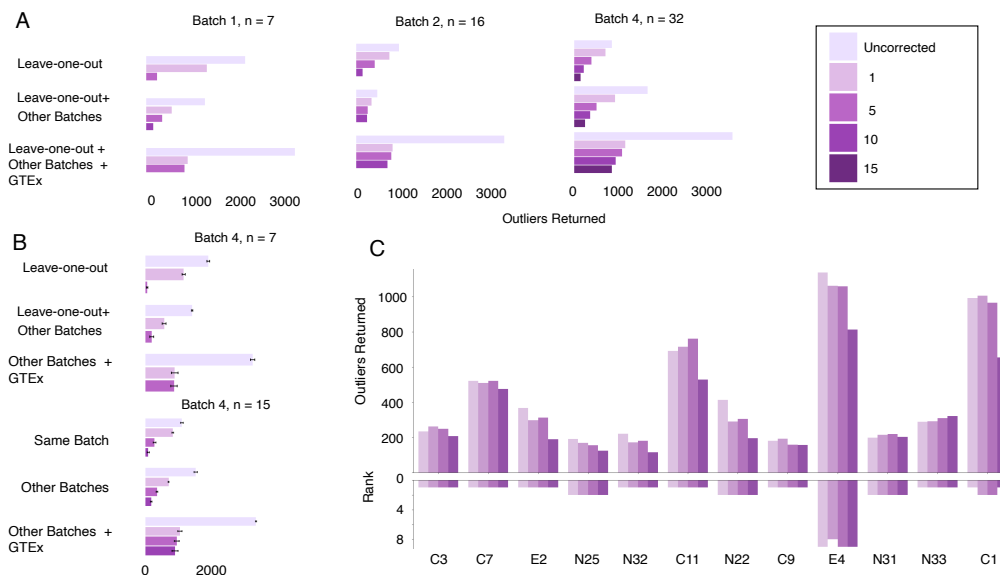 A
Batch 1, n = 7
Batch 2, n = 16
Batch 4, n = 32
Leave-one-out
Leave-one-out+
Other Batches
Leave-one-out +
Other Batches +
GTEx
0 1000 2000 3000
0 1000 2000 3000
0 1000 2000 3000
Outliers Returned
Uncorrected
1
5
10
15
B
Batch 4, n = 7
Leave-one-out
Leave-one-out+
Other Batches
Other Batches +
GTEx
Batch 4, n = 15
Same Batch
Other Batches
Other Batches +
GTEx
0 2000
C
Outliers Returned
1000
800
600
400
200
0
Rank
4
8
C3 C7 E2 N25 N32 C11 N22 C9 E4 N31 N33 C1